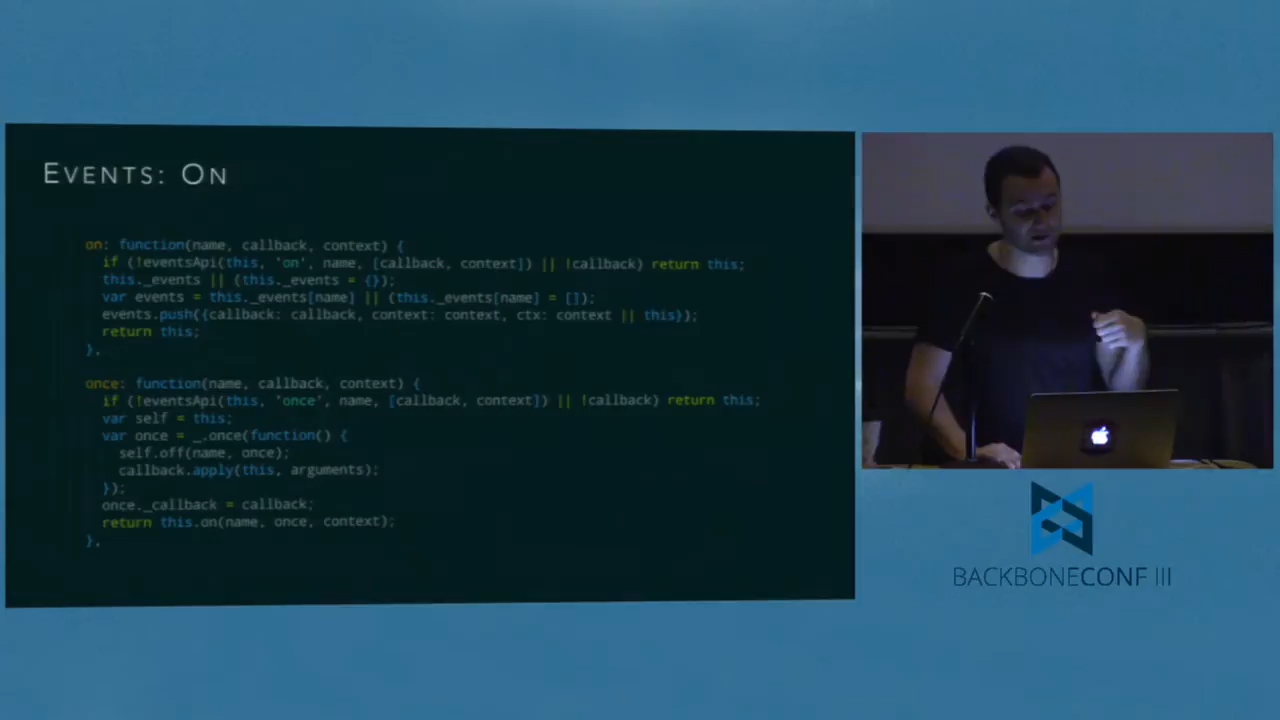 EVENTS: ON
on: function(name, callback, context) {
if (!eventsApi(this, 'on', name, [callback, context]) || !callback) return this;
this._events || (this._events = {});
var events = this._events[name] || (this._events[name] = []);
events.push({callback: callback, context: context, ctx: context || this});
return this;
},
once: function(name, callback, context) {
if (!eventsApi(this, 'once', name, [callback, context]) || !callback) return this;
var self = this;
var once = _.once(function() {
self.off(name, once);
callback.apply(this, arguments);
});
once._callback = callback;
return this.on(name, once, context);
},
BACKBONECONF III